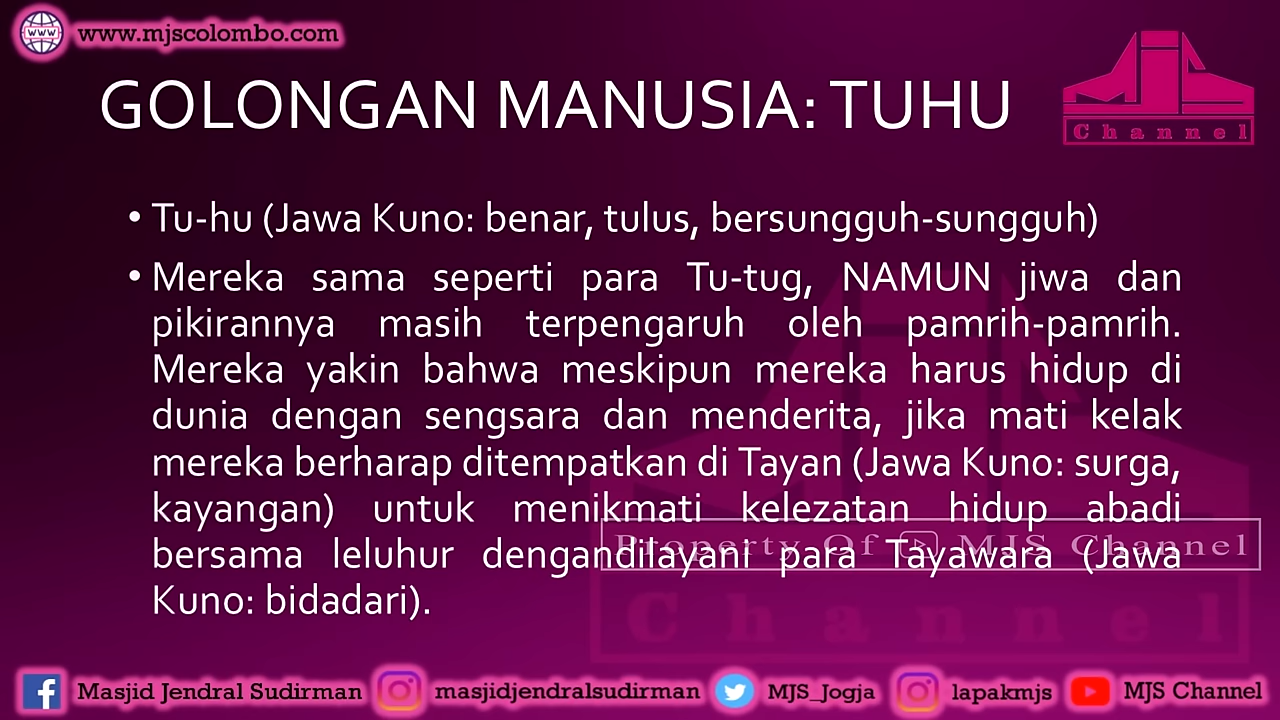 www.mjscolombo.com
GOLONGAN MANUSIA: TUHU
MJS
Channel
• Tu-hu (Jawa Kuno: benar, tulus, bersungguh-sungguh)
• Mereka sama seperti para Tu-tug, NAMUN jiwa dan
pikirannya masih terpengaruh oleh pamrih-pamrih.
Mereka yakin bahwa meskipun mereka harus hidup di
dunia dengan sengsara dan menderita, jika mati kelak
mereka berharap ditempatkan di Tayan (Jawa Kuno: surga,
kayangan) untuk menikmati kelezatan hidup abadi
bersama leluhur dengandilayani para Tayawara (Jawa
Kuno: bidadari).
Property Of MJS Channel
Channel
Masjid Jendral Sudirman masjidjendralsudirman MJS_Jogja lapakmjs MJS Channel